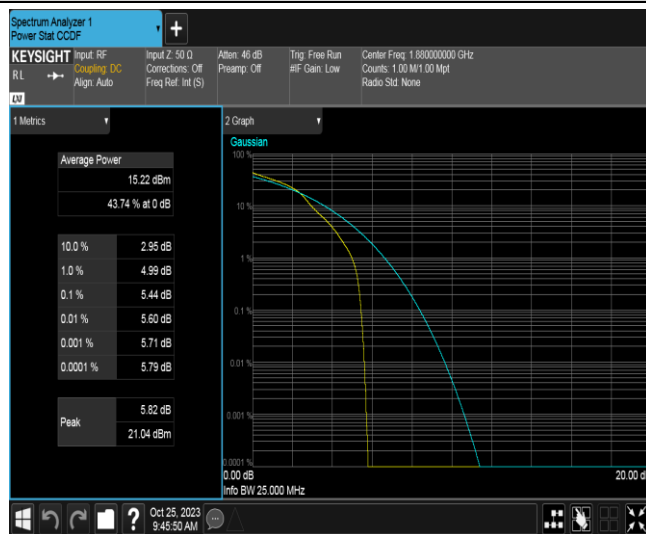 Spectrum Analyzer 1
Power Stat CCDF
+
KEYSIGHT
RL
LXI
Input: RF
Coupling: DC
Align: Auto
Input Z: 50 Ω
Corrections: Off
Freq Ref: Int (S)
Atten: 46 dB
Preamp: Off
Trig: Free Run
#IF Gain: Low
Center Freq: 1.880000000 GHz
Counts: 1.00 M/1.00 Mpt
Radio Std: None
1 Metrics
Average Power
15.22 dBm
43.74 % at 0 dB
10.0 % 2.95 dB
1.0 % 4.99 dB
0.1 % 5.44 dB
0.01 % 5.60 dB
0.001 % 5.71 dB
0.0001 % 5.79 dB
Peak
5.82 dB
21.04 dBm
2 Graph
Gaussian
100 %
10 %
1 %
0.1 %
0.01 %
0.001 %
0.0001 %
0.00 dB
20.00 d
Info BW 25.000 MHz
?
Oct 25, 2023
9:45:50 AM